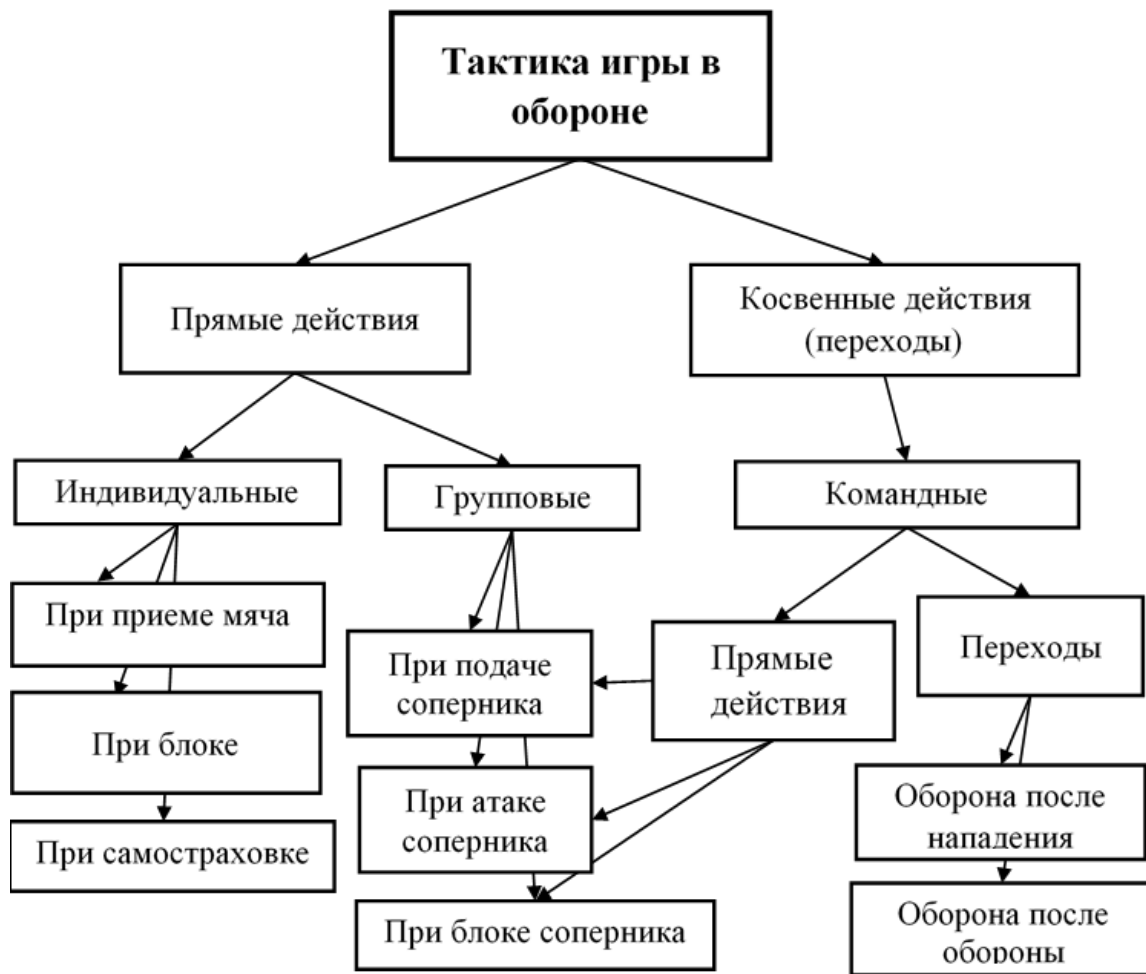 Тактика игры в
обороне
Прямые действия
Косвенные действия
(переходы)
Индивидуальные
Групповые
Командные
При приеме мяча
При подаче
соперника
Прямые
действия
Переходы
При блоке
При атаке
соперника
Оборона после
нападения
При самостраховке
При блоке соперника
Оборона после
обороны